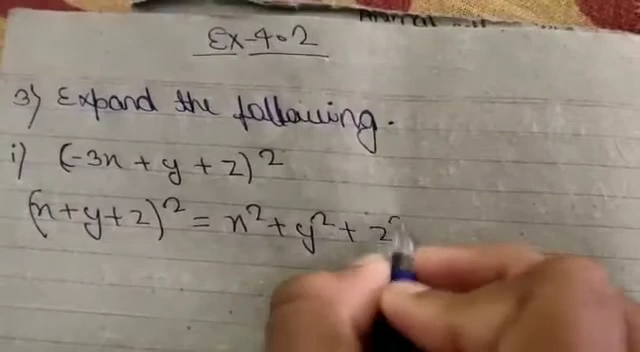 Ex-4.2
3) Expand the following.
i) (-3x + y + z)²
(x+y+z)² = x² + y² + z²